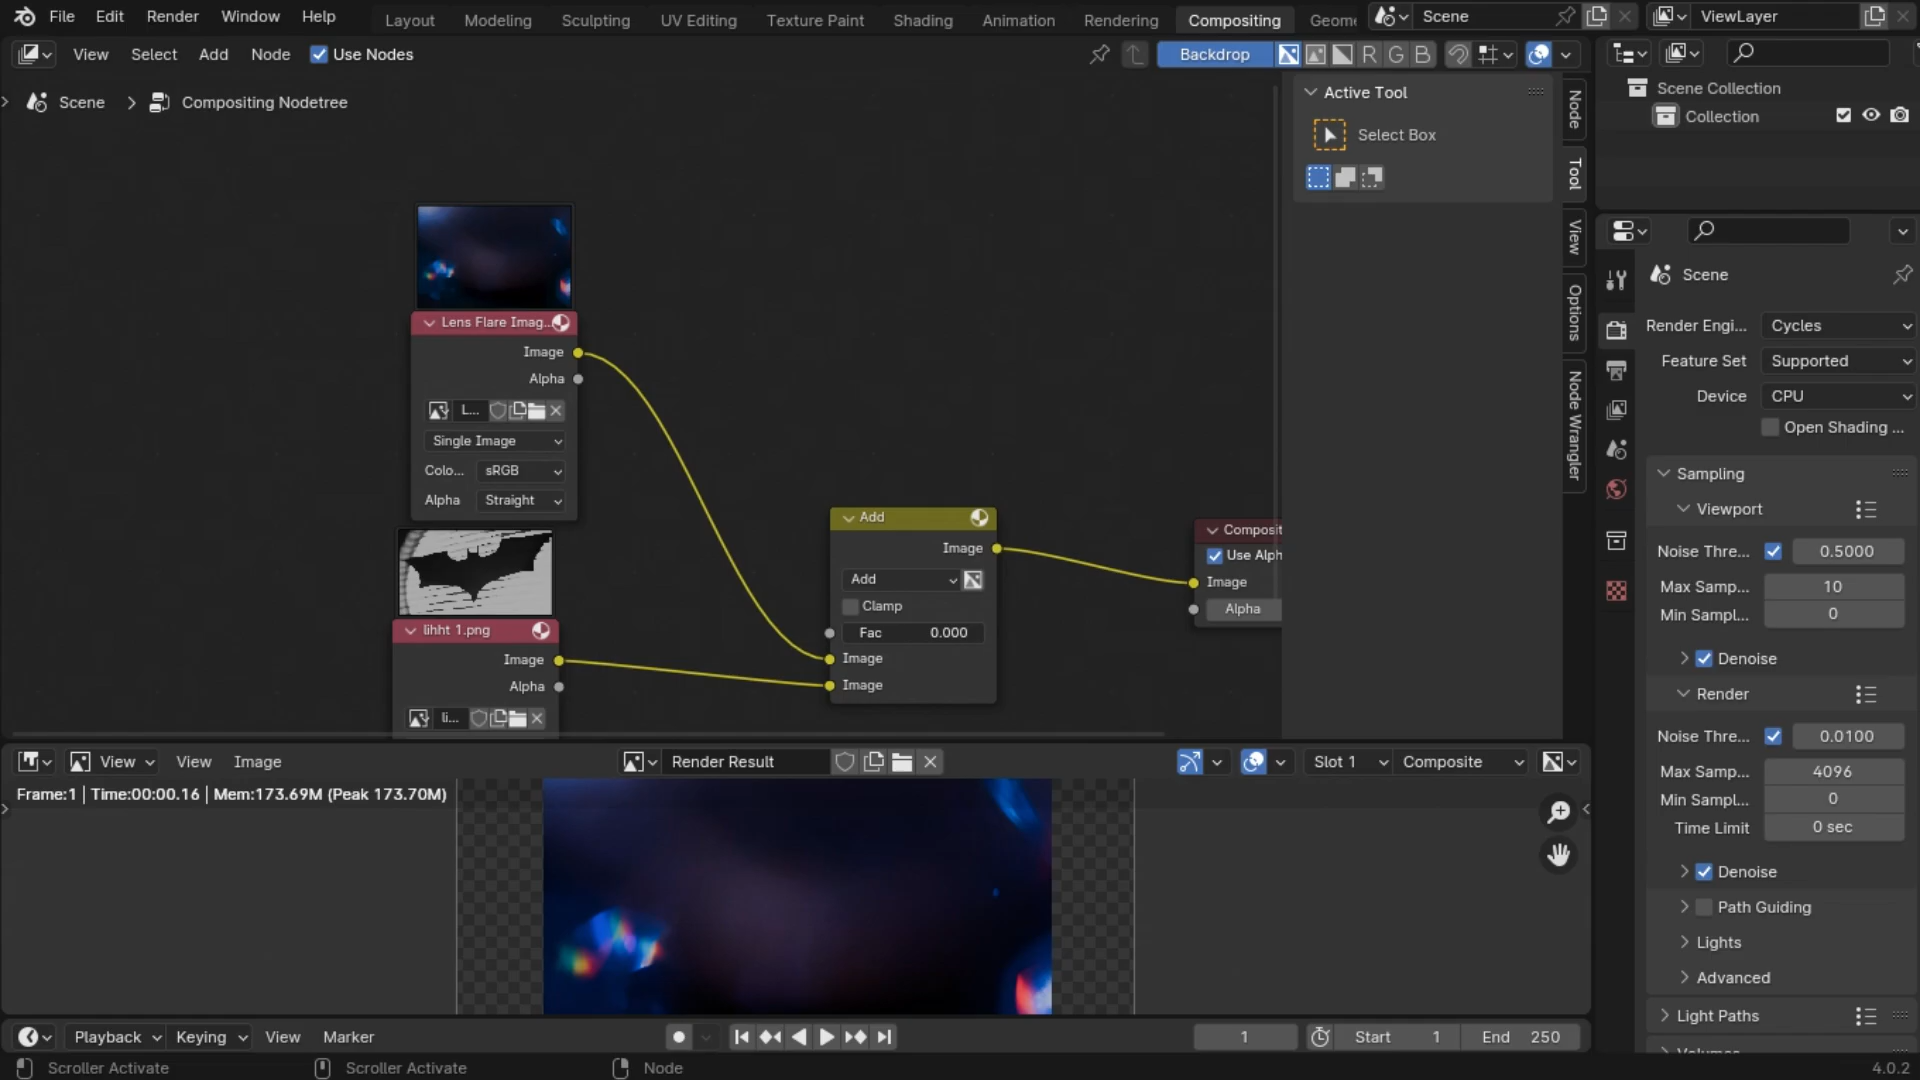 File Edit Render Window Help Layout Modeling Sculpting UV Editing Texture Paint Shading Animation Rendering Compositing Geome Scene ViewLayer
View Select Add Node Use Nodes Backdrop R G B
Scene > Compositing Nodetree
Active Tool
Select Box
Node
Tool
View
Options
Node Wrangler
Lens Flare Imag...
Image
Alpha
L...
Single Image
Colo... sRGB
Alpha Straight
lihht 1.png
Image
Alpha
li...
Add
Image
Add
Clamp
Fac 0.000
Image
Image
Composit
Use Alph
Image
Alpha
Scene Collection
Collection
Scene
Render Engi... Cycles
Feature Set Supported
Device CPU
Open Shading ...
Sampling
Viewport
Noise Thre... 0.5000
Max Samp... 10
Min Sampl... 0
Denoise
Render
Noise Thre... 0.0100
Max Samp... 4096
Min Sampl... 0
Time Limit 0 sec
Denoise
Path Guiding
Lights
Advanced
Light Paths
View View Image Render Result Slot 1 Composite
Frame:1 | Time:00:00.16 | Mem:173.69M (Peak 173.70M)
Playback Keying View Marker 1 Start 1 End 250
Scroller Activate Scroller Activate Node 4.0.2